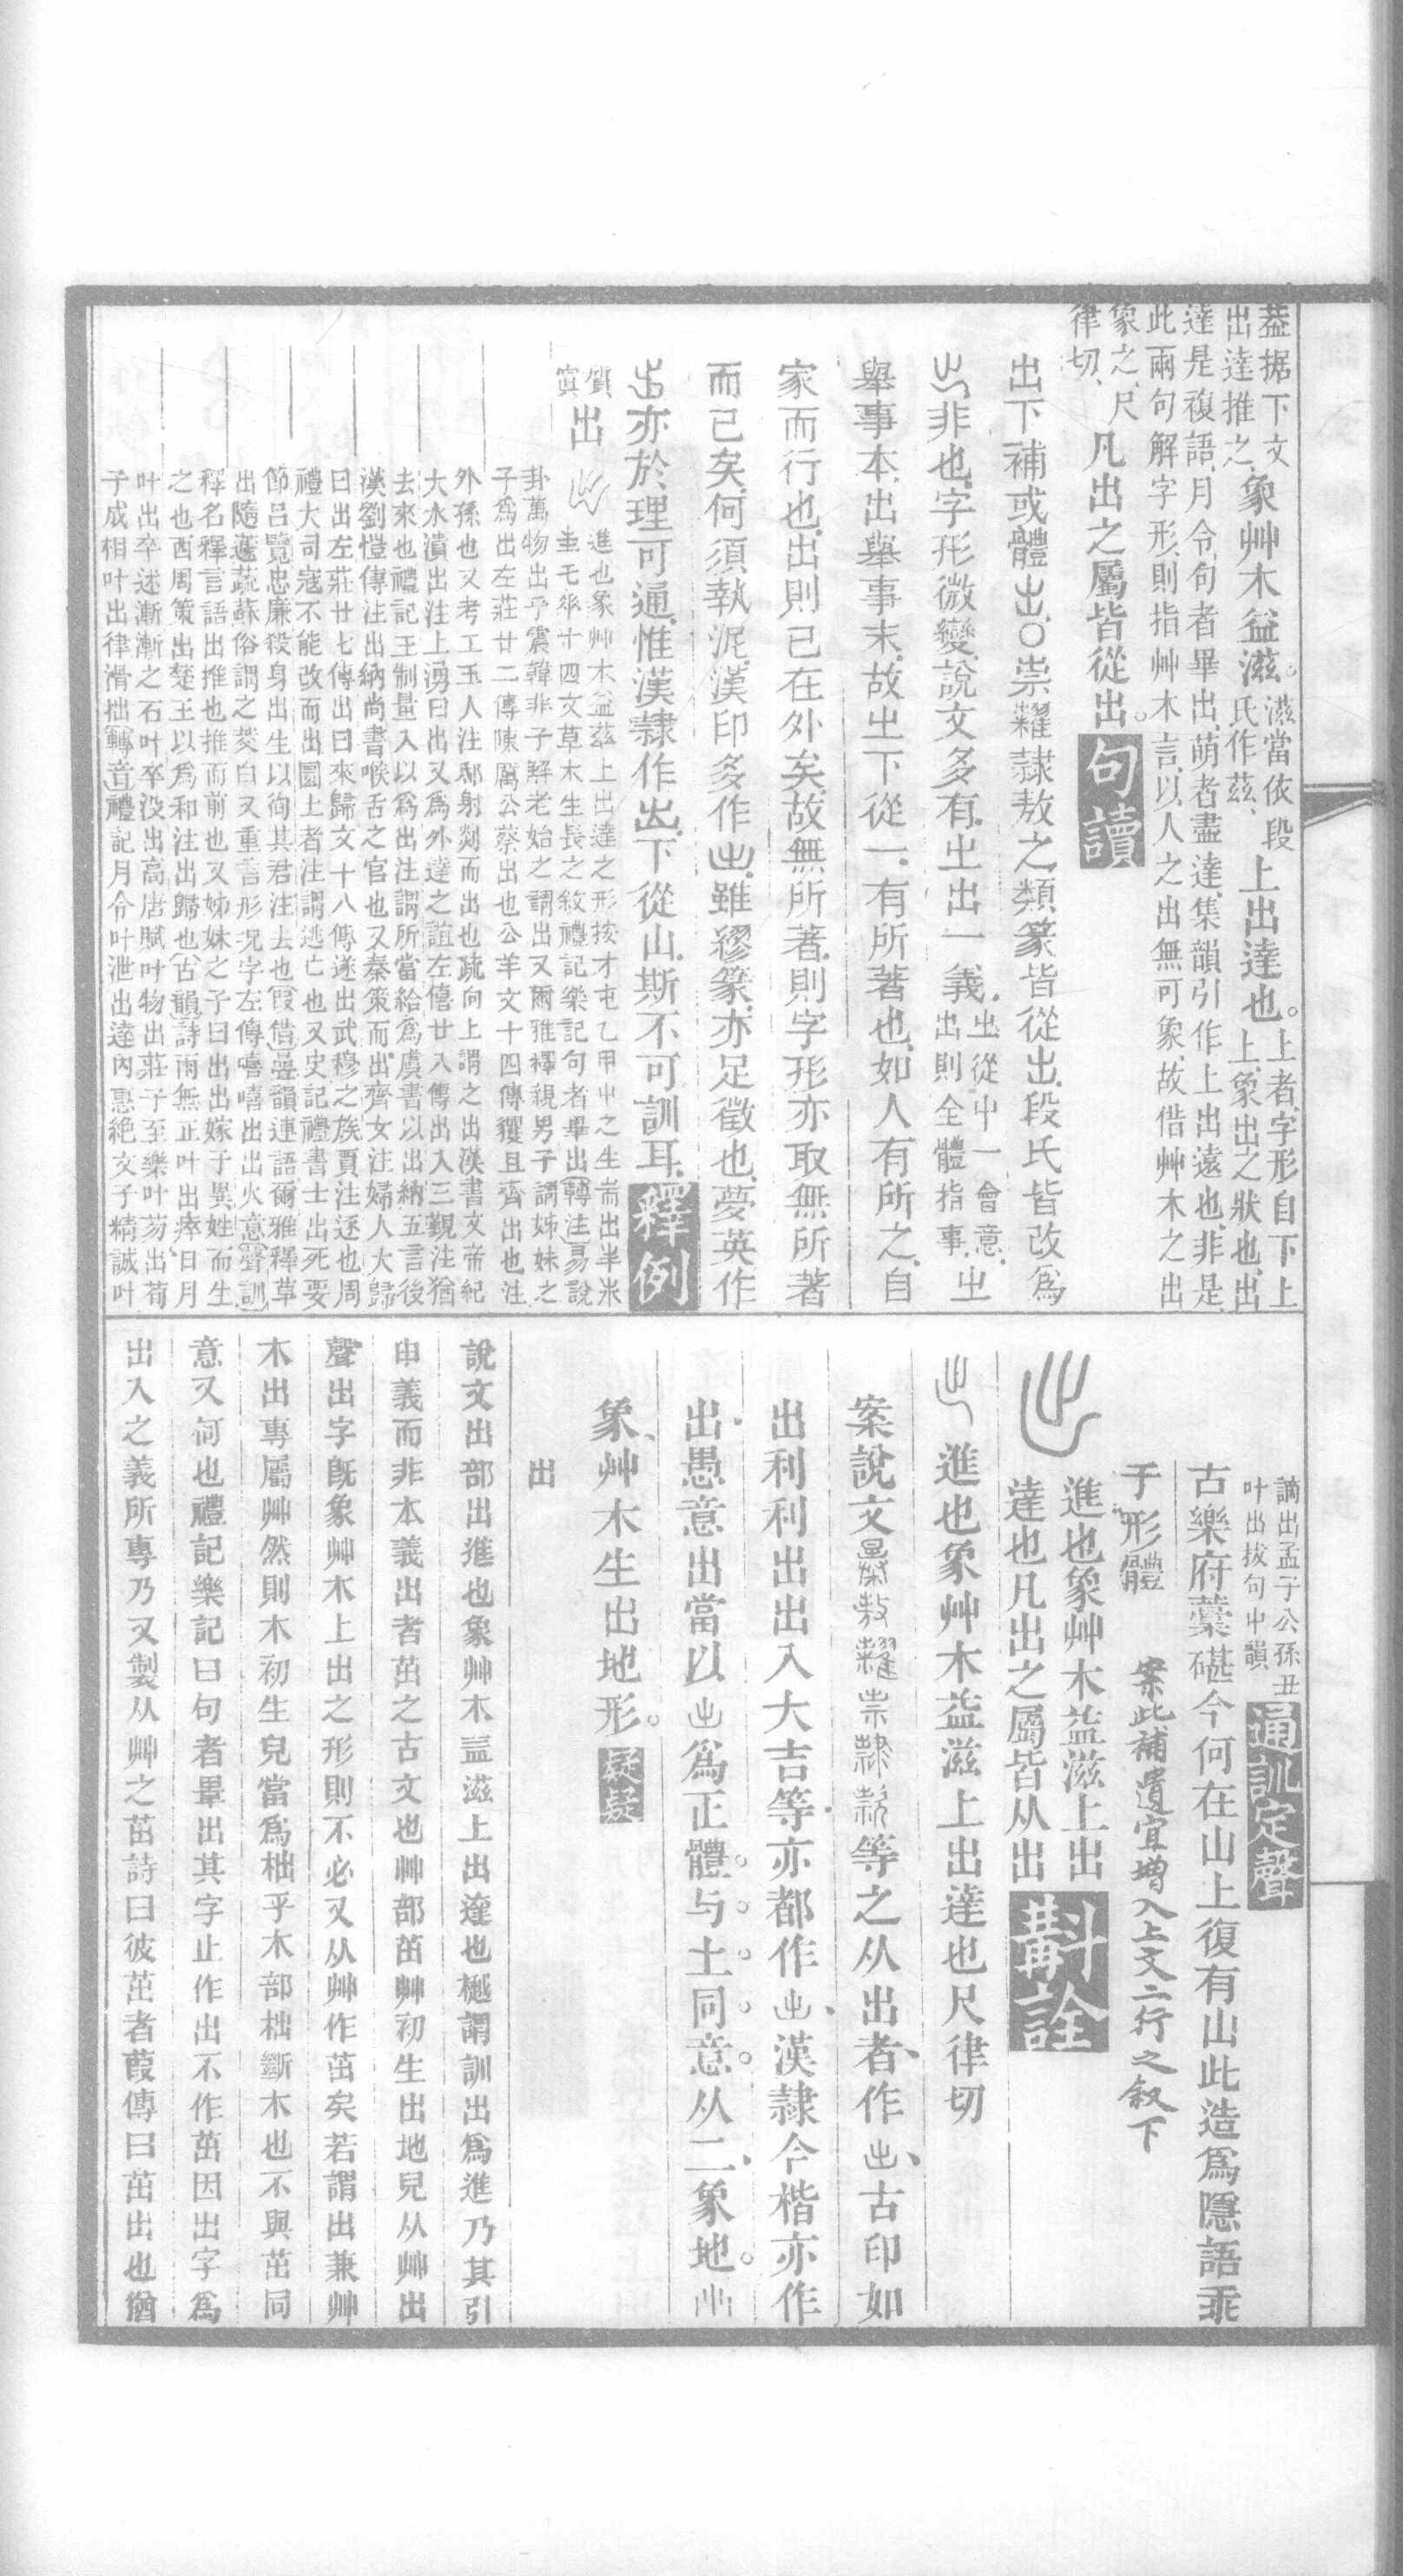 葢據下文象艸木益滋。滋當依段氏作茲、上出達也。上者字形自下上
出達推之、上、象出之狀也、出
達是複語、月令、句者畢出、萌者盡達、集韻引作上出遠也、非是、
此兩句解字形、則指艸木言、以人之出無可象、故借艸木之出
象之、尺律切、凡出之屬皆從出。句讀
出下補或體出、○祟糶隸敖之類篆皆從出、段氏皆改爲
非也、字形微變、說文多有、㞢出一義、㞢從屮一會意、出則全體指事、㞢
舉事本、出舉事末、故㞢下從一、有所著也、如人有所之、自
家而行也、出則已在外矣、故無所著、則字形亦取無所著
而已矣、何須執泥、漢印多作、雖繆篆、亦足徵也、夢英作
亦於理可通、惟漢隸作出、下從山、斯不可訓耳、釋例
出 進也象艸木益茲上出達之形按才屯乙甲屮之生耑出半米
㞢毛𠂹十四文草木生長之敘禮記樂記句者畢出轉注易說
卦萬物出乎震韓非子解老始之謂出又爾雅釋親男子謂姊妹之
子爲出左莊廿二傳陳厲公蔡出也公羊文十四傳貜且齊出也注
外孫也又考工玉人注邸射剡而出也疏向上謂之出漢書文帝紀
大水潰出注上湧曰出又爲外達之誼左僖廿八傳出入三覲注猶
去來也禮記王制量入以爲出注謂所當給爲虞書以出納五言後
漢劉愷傳注出納尚書喉舌之官也又秦策而出齊女注婦人大歸
曰出左莊廿七傳出曰來歸文十八傳遂出武穆之族賈注逐也周
禮大司寇不能改而出圜土者注謂逃亡也又史記禮書士出死要
節呂覽忠廉殺身出生以徇其君注去也叚借疊韻連語爾雅釋草
出隧蘧蔬蘇俗謂之茭白又重言形況字左傳嘻嘻出出火意聲訓
釋名釋言語出推也推而前也又姊妹之子曰出出嫁于異姓而生
之也西周策出楚王以爲和注出歸也古韻詩雨無正叶出瘁日月
叶出卒述漸漸之石叶卒沒出高唐賦叶物出莊子至樂叶芴出荀
子成相叶出律滑拙轉音禮記月令叶泄出達內惠絶文子精誠叶
謫出孟子公孫丑叶出拔句中韻通訓定聲
古樂府藁砧今何在山上復有山此造爲隱語乖
于形體 案此補遺宜增入上文二行之敘下
進也象艸木益滋上出
達也凡出之屬皆从出 斠詮
進也象艸木益滋上出達也尺律切
案說文敖糶祟隸等之从出者、作、古印如
出利利出出入大吉等、亦都作、漢隸今楷亦作
出、愚意出當以爲正體。与。土。同。意。从二、象地。
象、艸木生出地形。疑疑
出
說文出部出進也象艸木益滋上出達也樾謂訓出爲進乃其引
申義而非本義出者茁之古文也艸部茁艸初生出地皃从艸出
聲出字既象艸木上出之形則不必又从艸作茁矣若謂出兼艸
木出專屬艸然則木初生皃當爲柮乎木部柮斷木也不與茁同
意又何也禮記樂記曰句者畢出其字止作出不作茁因出字爲
出入之義所專乃又製从艸之茁詩曰彼茁者葭傳曰茁出也猶